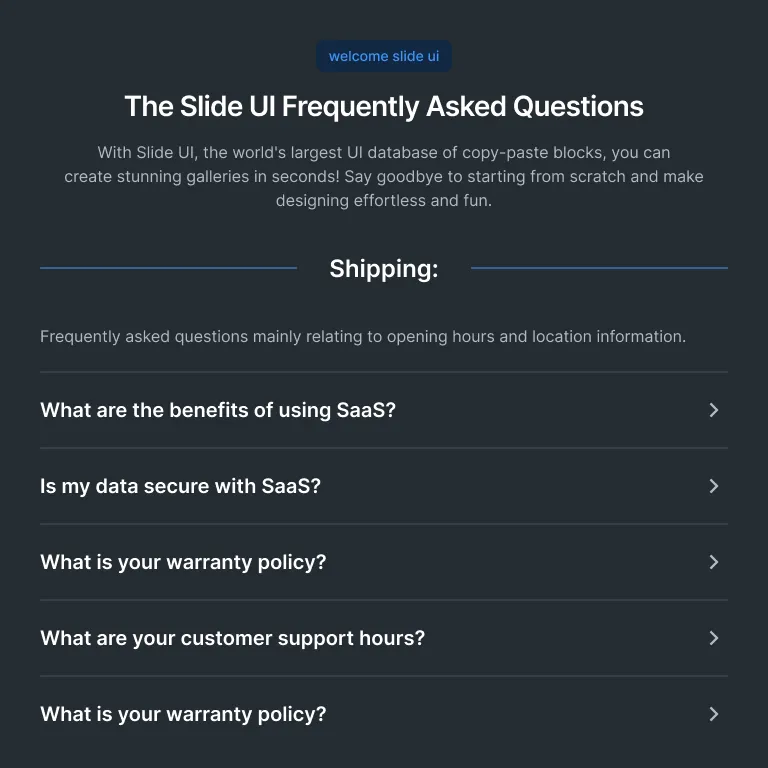 welcome slide ui
The Slide UI Frequently Asked Questions
With Slide UI, the world's largest UI database of copy-paste blocks, you can
create stunning galleries in seconds! Say goodbye to starting from scratch and make
designing effortless and fun.
Shipping:
Frequently asked questions mainly relating to opening hours and location information.
What are the benefits of using SaaS?
Is my data secure with SaaS?
What is your warranty policy?
What are your customer support hours?
What is your warranty policy?